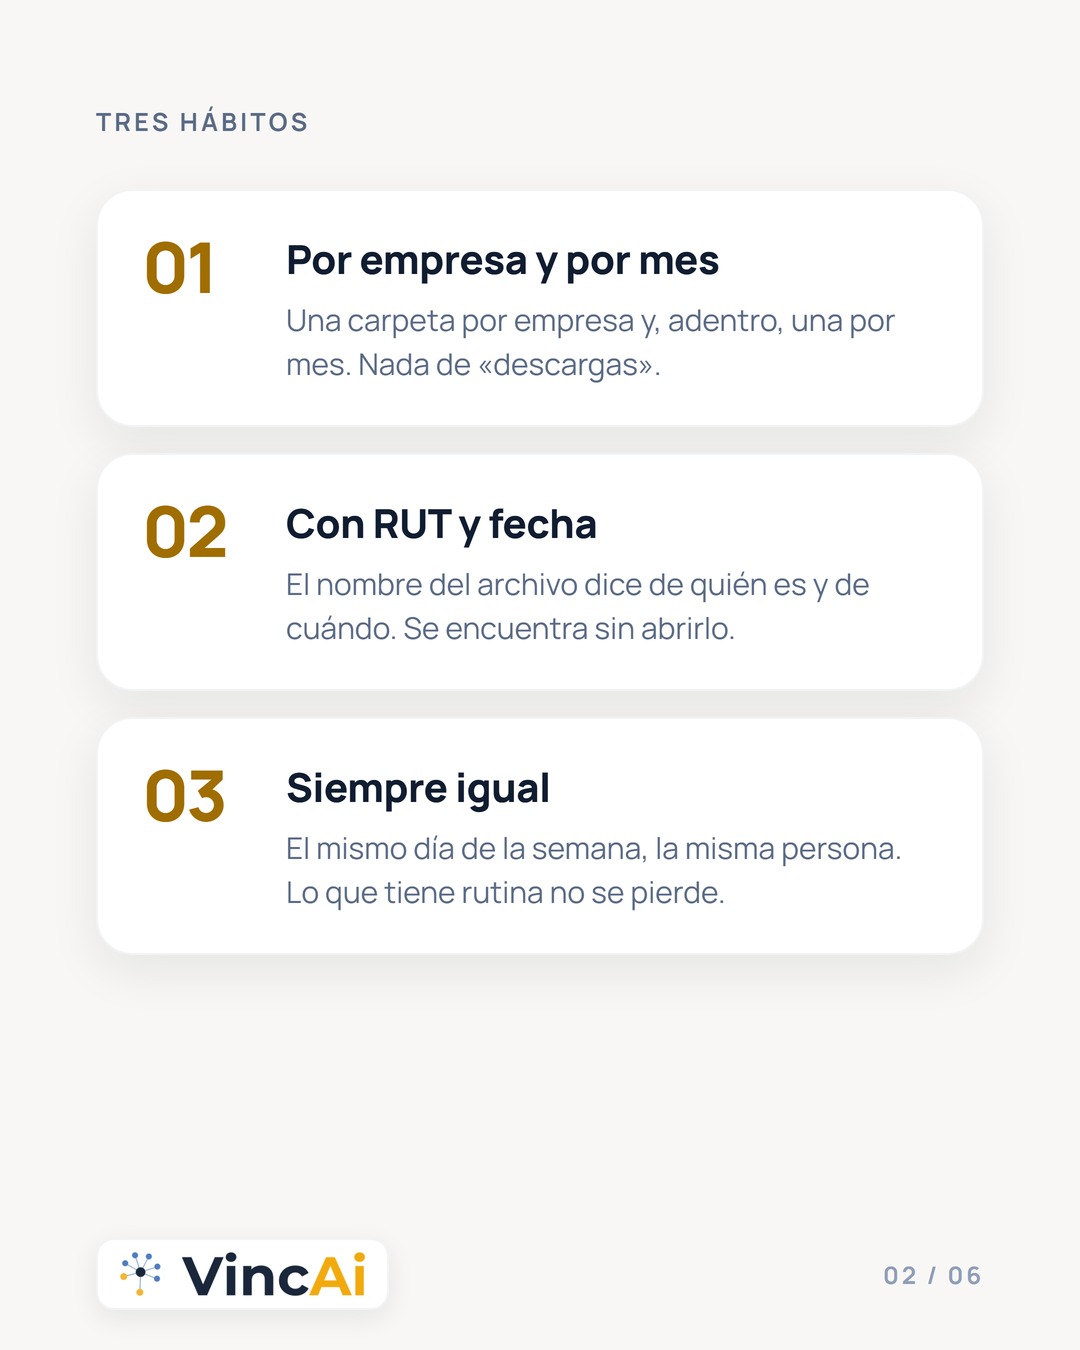 TRES HÁBITOS
01
Por empresa y por mes
Una carpeta por empresa y, adentro, una por
mes. Nada de «descargas».
02
Con RUT y fecha
El nombre del archivo dice de quién es y de
cuándo. Se encuentra sin abrirlo.
03
Siempre igual
El mismo día de la semana, la misma persona.
Lo que tiene rutina no se pierde.
VincAi
02 / 06